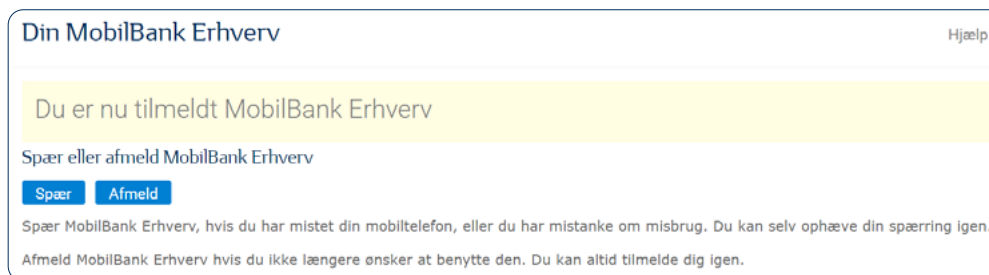 Din MobilBank Erhverv
Hjælp
Du er nu tilmeldt MobilBank Erhverv
Spær eller afmeld MobilBank Erhverv
Spær Afmeld
Spær MobilBank Erhverv, hvis du har mistet din mobiltelefon, eller du har mistanke om misbrug. Du kan selv ophæve din spærring igen.
Afmeld MobilBank Erhverv hvis du ikke længere ønsker at benytte den. Du kan altid tilmelde dig igen.